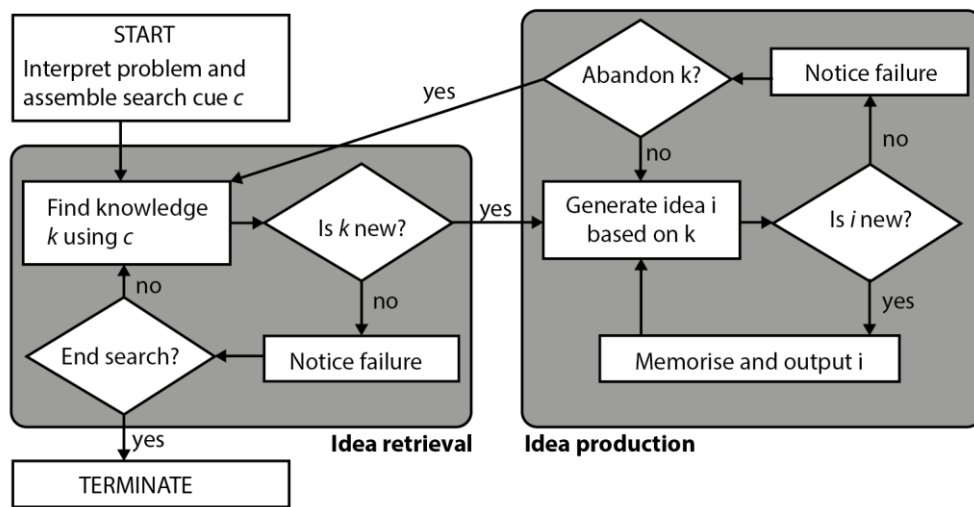 START
Interpret problem and
assemble search cue c
Abandon k?
Notice failure
yes
no
no
Find knowledge
k using c
Is k new?
yes
Generate idea i
based on k
Is i new?
no
no
yes
End search?
Notice failure
Memorise and output i
yes
Idea retrieval
Idea production
TERMINATE